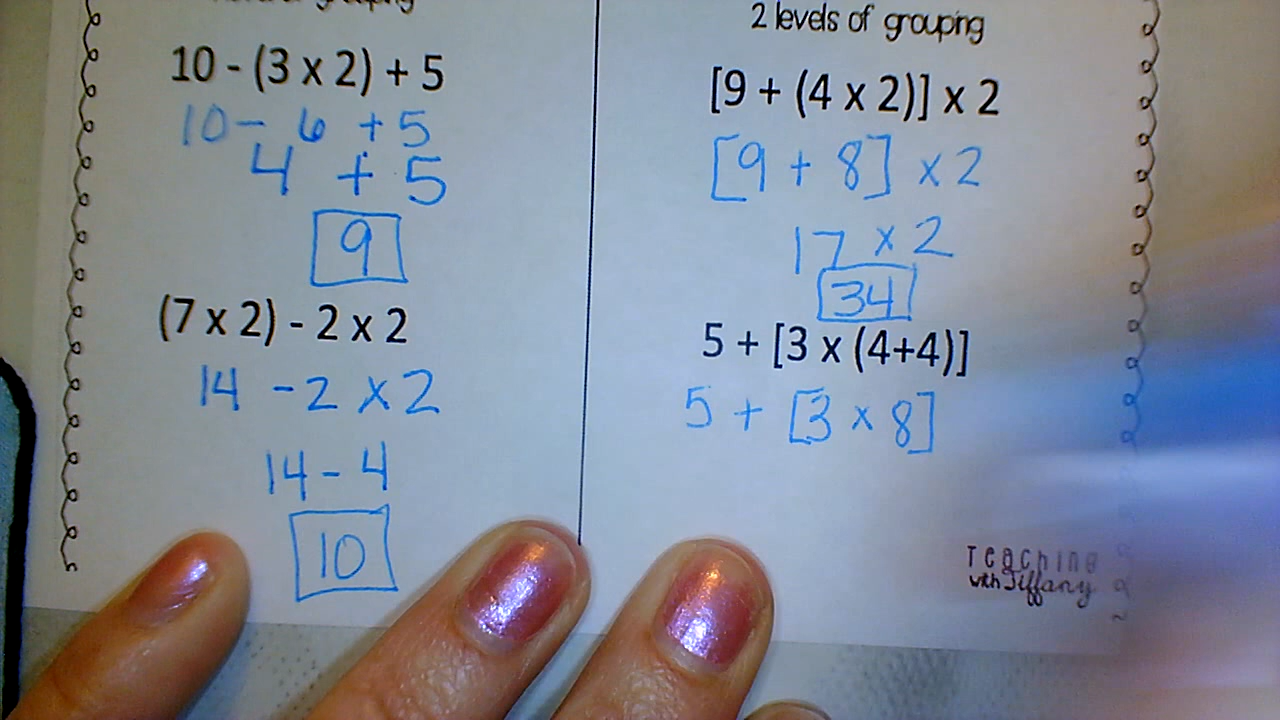 grouping
10 - (3 x 2) + 5
10 - 6 + 5
4 + 5
9
(7 x 2) - 2 x 2
14 - 2 x 2
14 - 4
10
2 levels of grouping
[9 + (4 x 2)] x 2
[9 + 8] x 2
17 x 2
34
5 + [3 x (4+4)]
5 + [3 x 8]
Teaching
with Tiffany